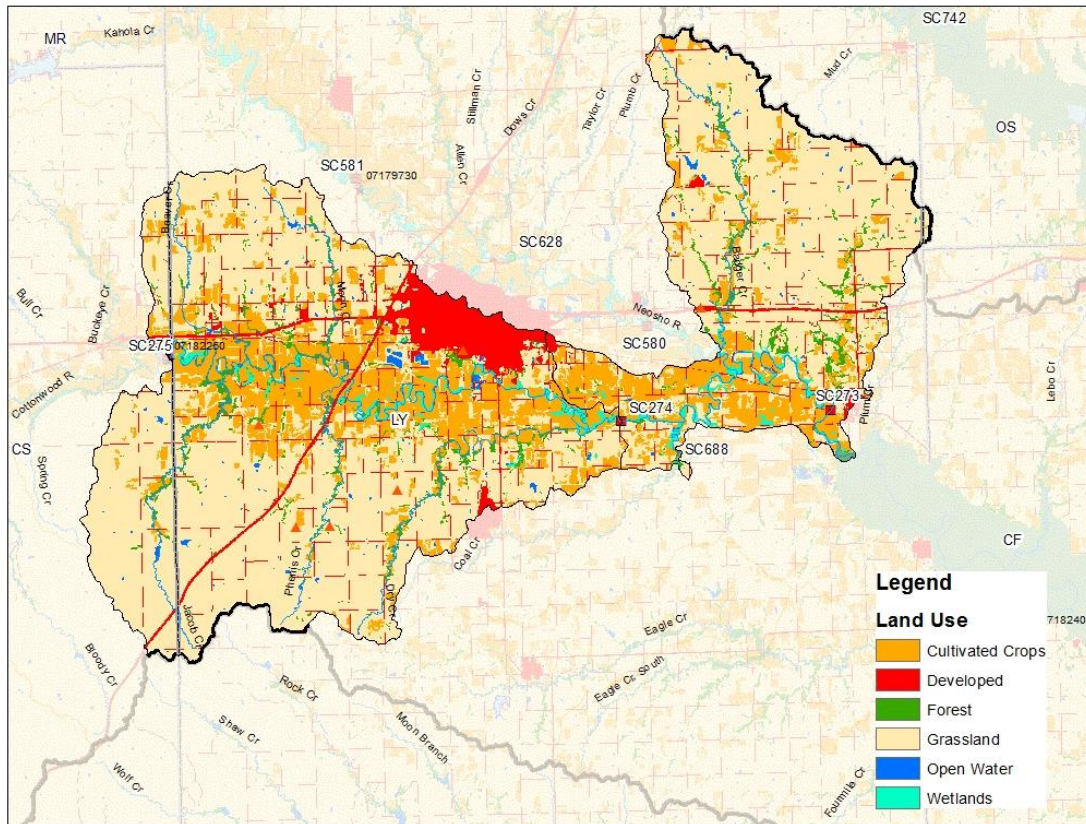 SC742
MR
Kahola Cr
Mud Cr
Stillman Cr
Dows Cr
Taylor Cr
Plumb Cr
OS
Allen Cr
SC581
07179730
Beaver C
SC628
Badger Cr
Moon C
Bull Cr
Buckeye Cr
Neosho R
SC275
07182250
SC580
Cottonwood R
Lebo Cr
Plum Cr
SC273
SC274
LY
CS
SC688
Spring Cr
CF
Coal Cr
Phenis Cr
Legend
Land Use
Cultivated Crops
Developed
Forest
Grassland
Open Water
Wetlands
718240
Jacob Cr
Eagle Cr
Bloody Cr
Eagle Cr South
Rock Cr
Moon Branch
Shaw Cr
Wolf Cr
Fourmile Cr